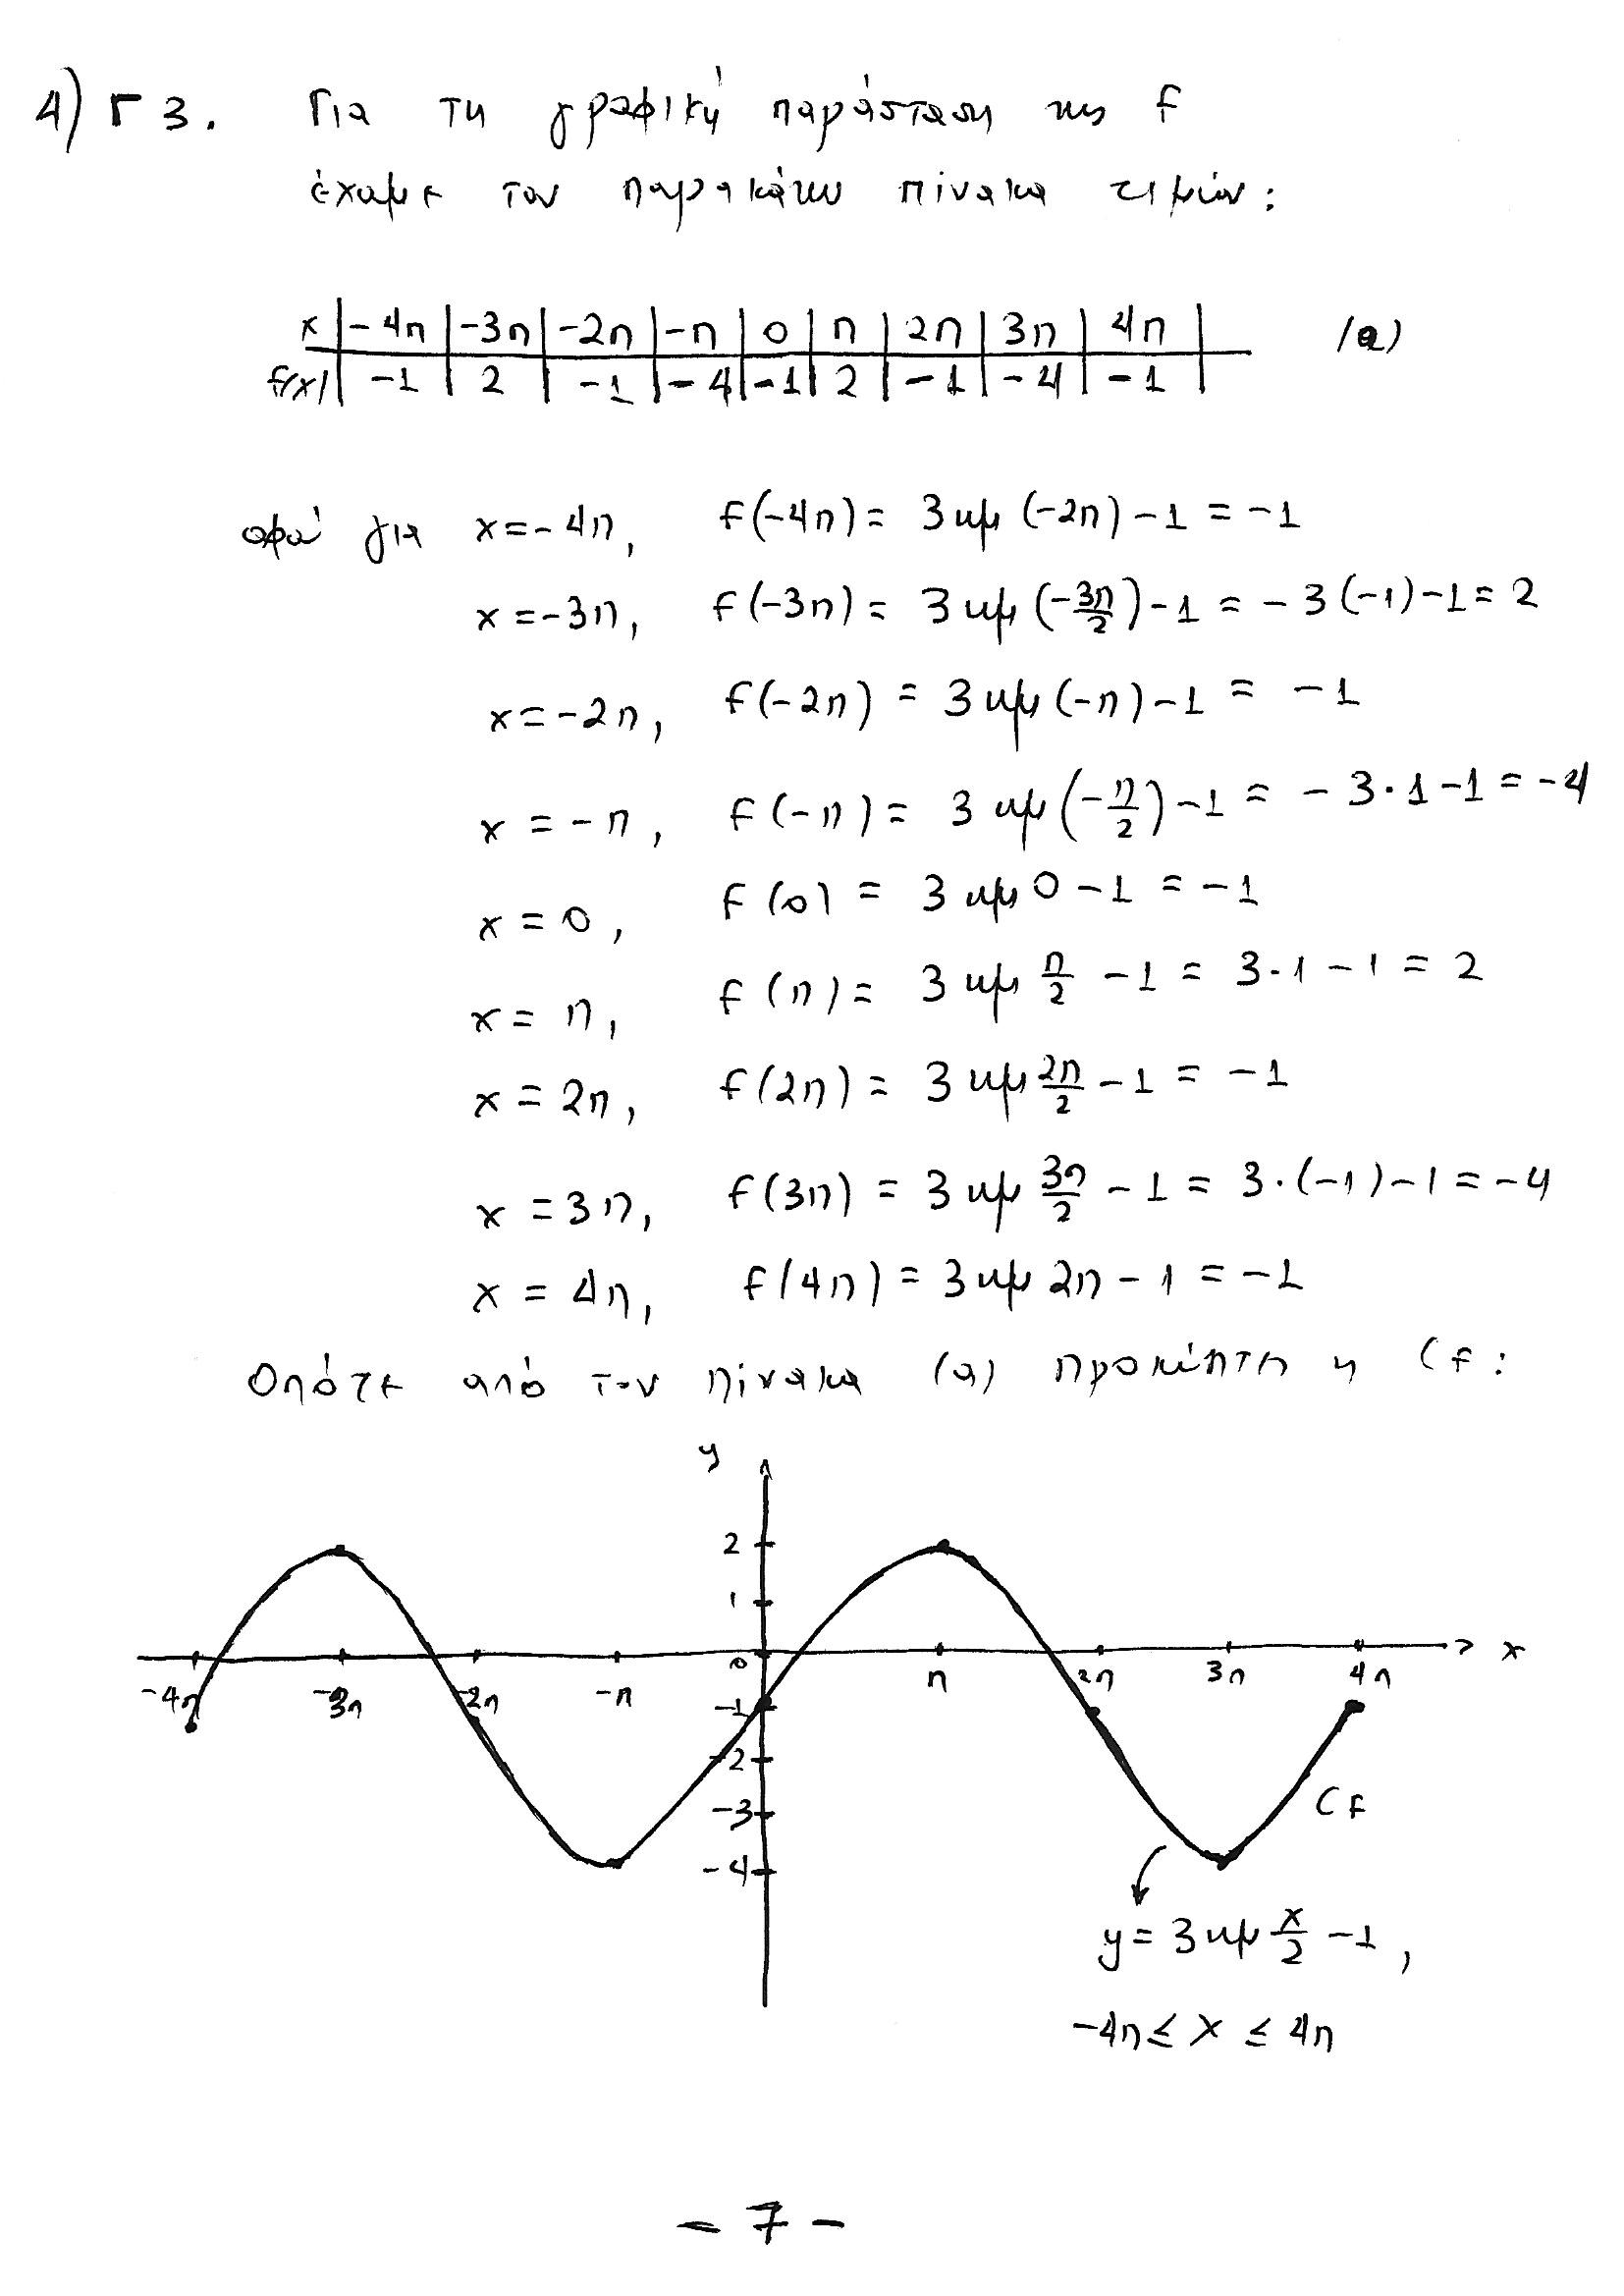 4) Γ 3. Για τη γραφική παράσταση της f
έχουμε τον παρακάτω πίνακα τιμών:
x | -4π | -3π | -2π | -π | 0 | π | 2π | 3π | 4π | (α)
f(x) | -1 | 2 | -1 | -4 | -1 | 2 | -1 | -4 | -1 |
αφού για x = -4π, f(-4π) = 3ημ(-2π) - 1 = -1
x = -3π, f(-3π) = 3ημ(-3π/2) - 1 = -3(-1) - 1 = 2
x = -2π, f(-2π) = 3ημ(-π) - 1 = -1
x = -π, f(-π) = 3ημ(-π/2) - 1 = -3·1 - 1 = -4
x = 0, f(0) = 3ημ0 - 1 = -1
x = π, f(π) = 3ημ π/2 - 1 = 3·1 - 1 = 2
x = 2π, f(2π) = 3ημ 2π/2 - 1 = -1
x = 3π, f(3π) = 3ημ 3π/2 - 1 = 3·(-1) - 1 = -4
x = 4π, f(4π) = 3ημ2π - 1 = -1
Οπότε από τον πίνακα (α) προκύπτει η Cf:
y
2
1
0
x
-4π -3π -2π -π π 2π 3π 4π
-1
-2
-3
-4
Cf
y = 3ημ x/2 - 1,
-4π ≤ x ≤ 4π
- 7 -